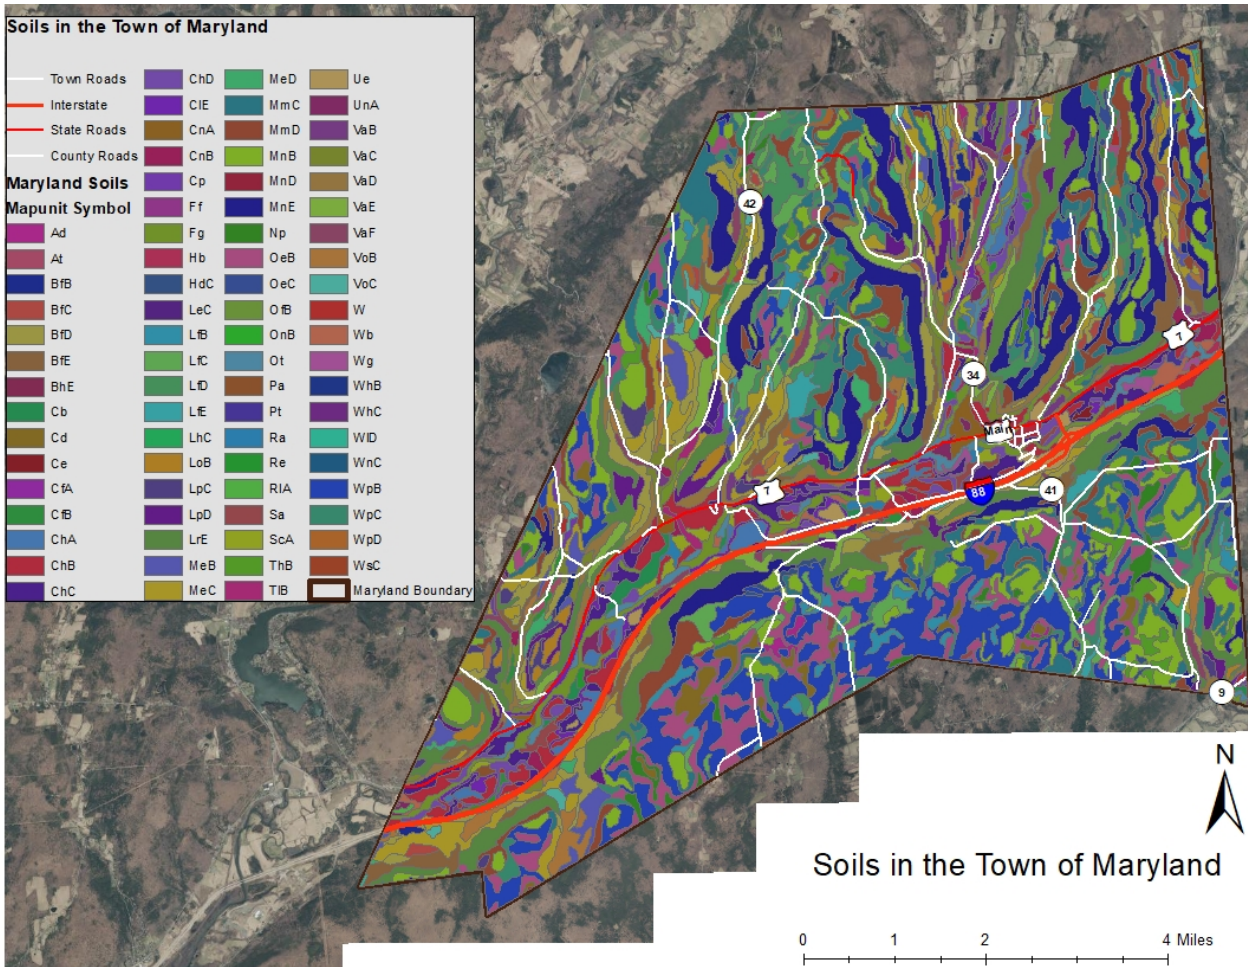 Soils in the Town of Maryland
Town Roads
Interstate
State Roads
County Roads
Maryland Soils
Mapunit Symbol
Ad
At
BfB
BfC
BfD
BfE
BhE
Cb
Cd
Ce
CfA
CfB
ChA
ChB
ChC
ChD
ClE
CnA
CnB
Cp
Ff
Fg
Hb
HdC
LeC
LfB
LfC
LfD
LfE
LhC
LoB
LpC
LpD
LrE
MeB
MeC
MeD
MmC
MmD
MnB
MnD
MnE
Np
OeB
OeC
OfB
OnB
Ot
Pa
Pt
Ra
Re
RlA
Sa
ScA
ThB
TlB
Ue
UnA
VaB
VaC
VaD
VaE
VaF
VoB
VoC
W
Wb
Wg
WhB
WhC
WlD
WnC
WpB
WpC
WpD
WsC
Maryland Boundary
42
7
34
Main
7
88
41
9
N
Soils in the Town of Maryland
0 1 2 4 Miles